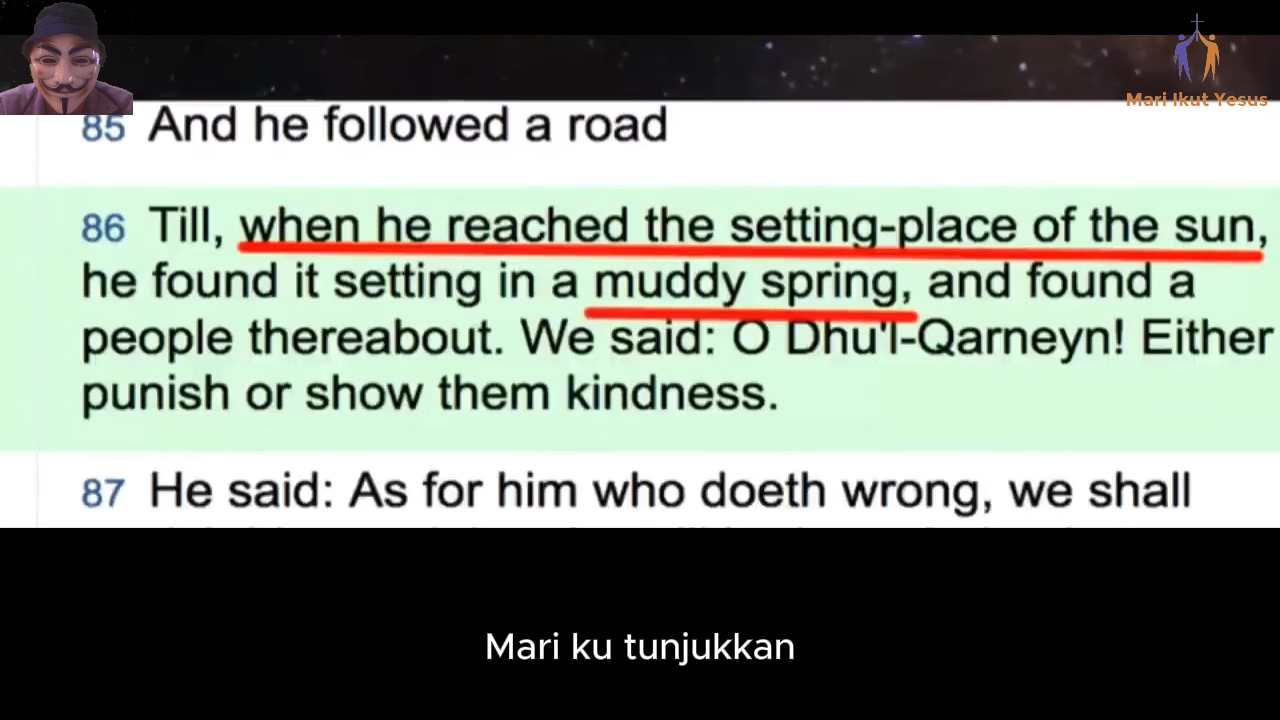 Mari Ikut Yesus
85 And he followed a road
86 Till, when he reached the setting-place of the sun,
he found it setting in a muddy spring, and found a
people thereabout. We said: O Dhu'l-Qarneyn! Either
punish or show them kindness.
87 He said: As for him who doeth wrong, we shall
Mari ku tunjukkan